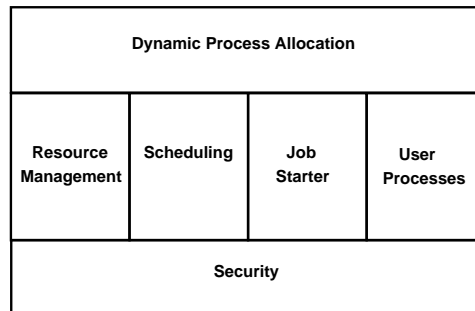 Dynamic Process Allocation
Resource
Management
Scheduling
Job
Starter
User
Processes
Security